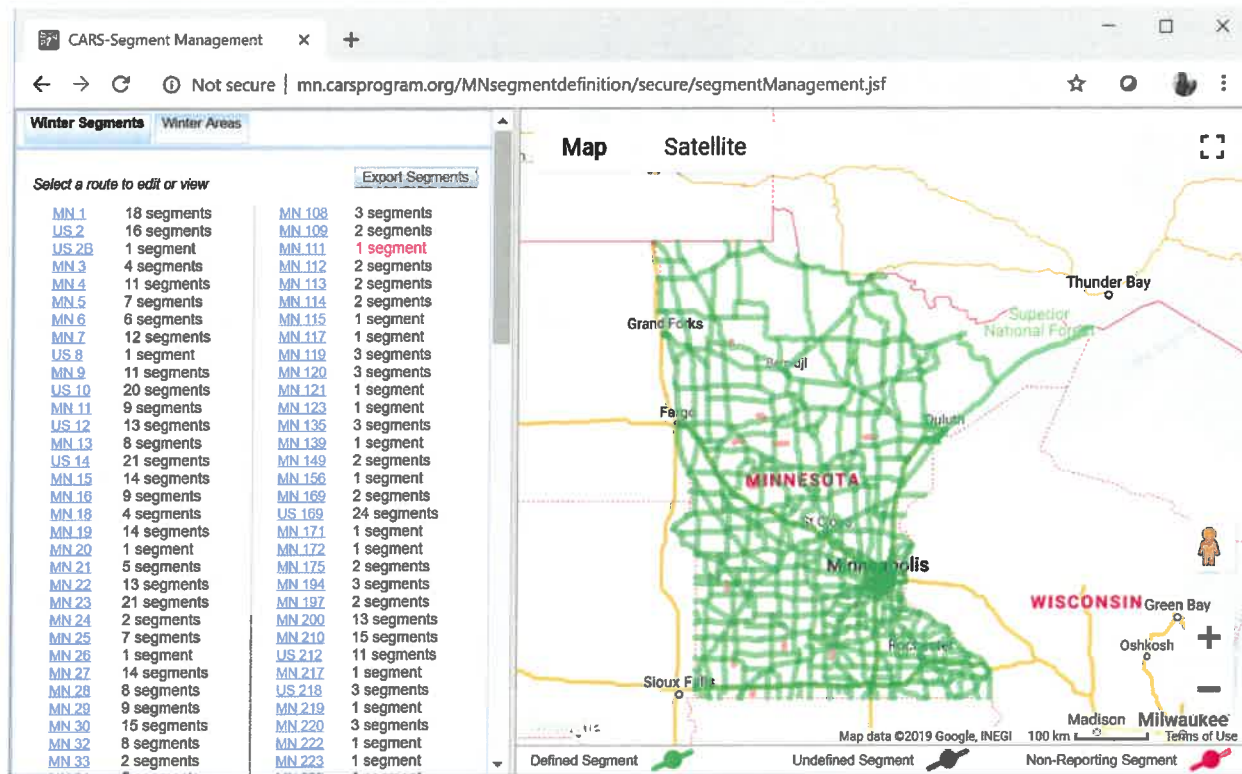 CARS-Segment Management
Not secure | mn.carsprogram.org/MNsegmentdefinition/secure/segmentManagement.jsf
Winter Segments Winter Areas
Select a route to edit or view Export Segments
MN 1 18 segments MN 108 3 segments
US 2 16 segments MN 109 2 segments
US 2B 1 segment MN 111 1 segment
MN 3 4 segments MN 112 2 segments
MN 4 11 segments MN 113 2 segments
MN 5 7 segments MN 114 2 segments
MN 6 6 segments MN 115 1 segment
MN 7 12 segments MN 117 1 segment
US 8 1 segment MN 119 3 segments
MN 9 11 segments MN 120 3 segments
US 10 20 segments MN 121 1 segment
MN 11 9 segments MN 123 1 segment
US 12 13 segments MN 135 3 segments
MN 13 8 segments MN 139 1 segment
US 14 21 segments MN 149 2 segments
MN 15 14 segments MN 156 1 segment
MN 16 9 segments MN 169 2 segments
MN 18 4 segments US 169 24 segments
MN 19 14 segments MN 171 1 segment
MN 20 1 segment MN 172 1 segment
MN 21 5 segments MN 175 2 segments
MN 22 13 segments MN 194 3 segments
MN 23 21 segments MN 197 2 segments
MN 24 2 segments MN 200 13 segments
MN 25 7 segments MN 210 15 segments
MN 26 1 segment US 212 11 segments
MN 27 14 segments MN 217 1 segment
MN 28 8 segments US 218 3 segments
MN 29 9 segments MN 219 1 segment
MN 30 15 segments MN 220 3 segments
MN 32 8 segments MN 222 1 segment
MN 33 2 segments MN 223 1 segment
Map Satellite
Thunder Bay
Superior
National Forest
Grand Forks
Bemidji
Fargo
Duluth
MINNESOTA
St Cloud
Minneapolis
WISCONSIN
Green Bay
Rochester
Oshkosh
Sioux Falls
Madison
Milwaukee
Map data ©2019 Google, INEGI 100 km Terms of Use
Defined Segment Undefined Segment Non-Reporting Segment